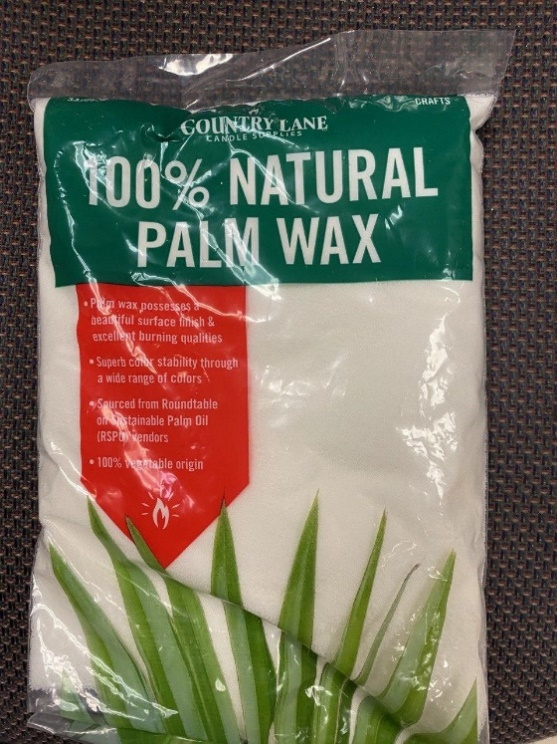 CRAFTS
COUNTRY LANE
CANDLE SUPPLIES
100% NATURAL
PALM WAX
• Palm wax possesses a
beautiful surface finish &
excellent burning qualities
• Superb color stability through
a wide range of colors
• Sourced from Roundtable
on Sustainable Palm Oil
(RSPO) vendors
• 100% vegetable origin